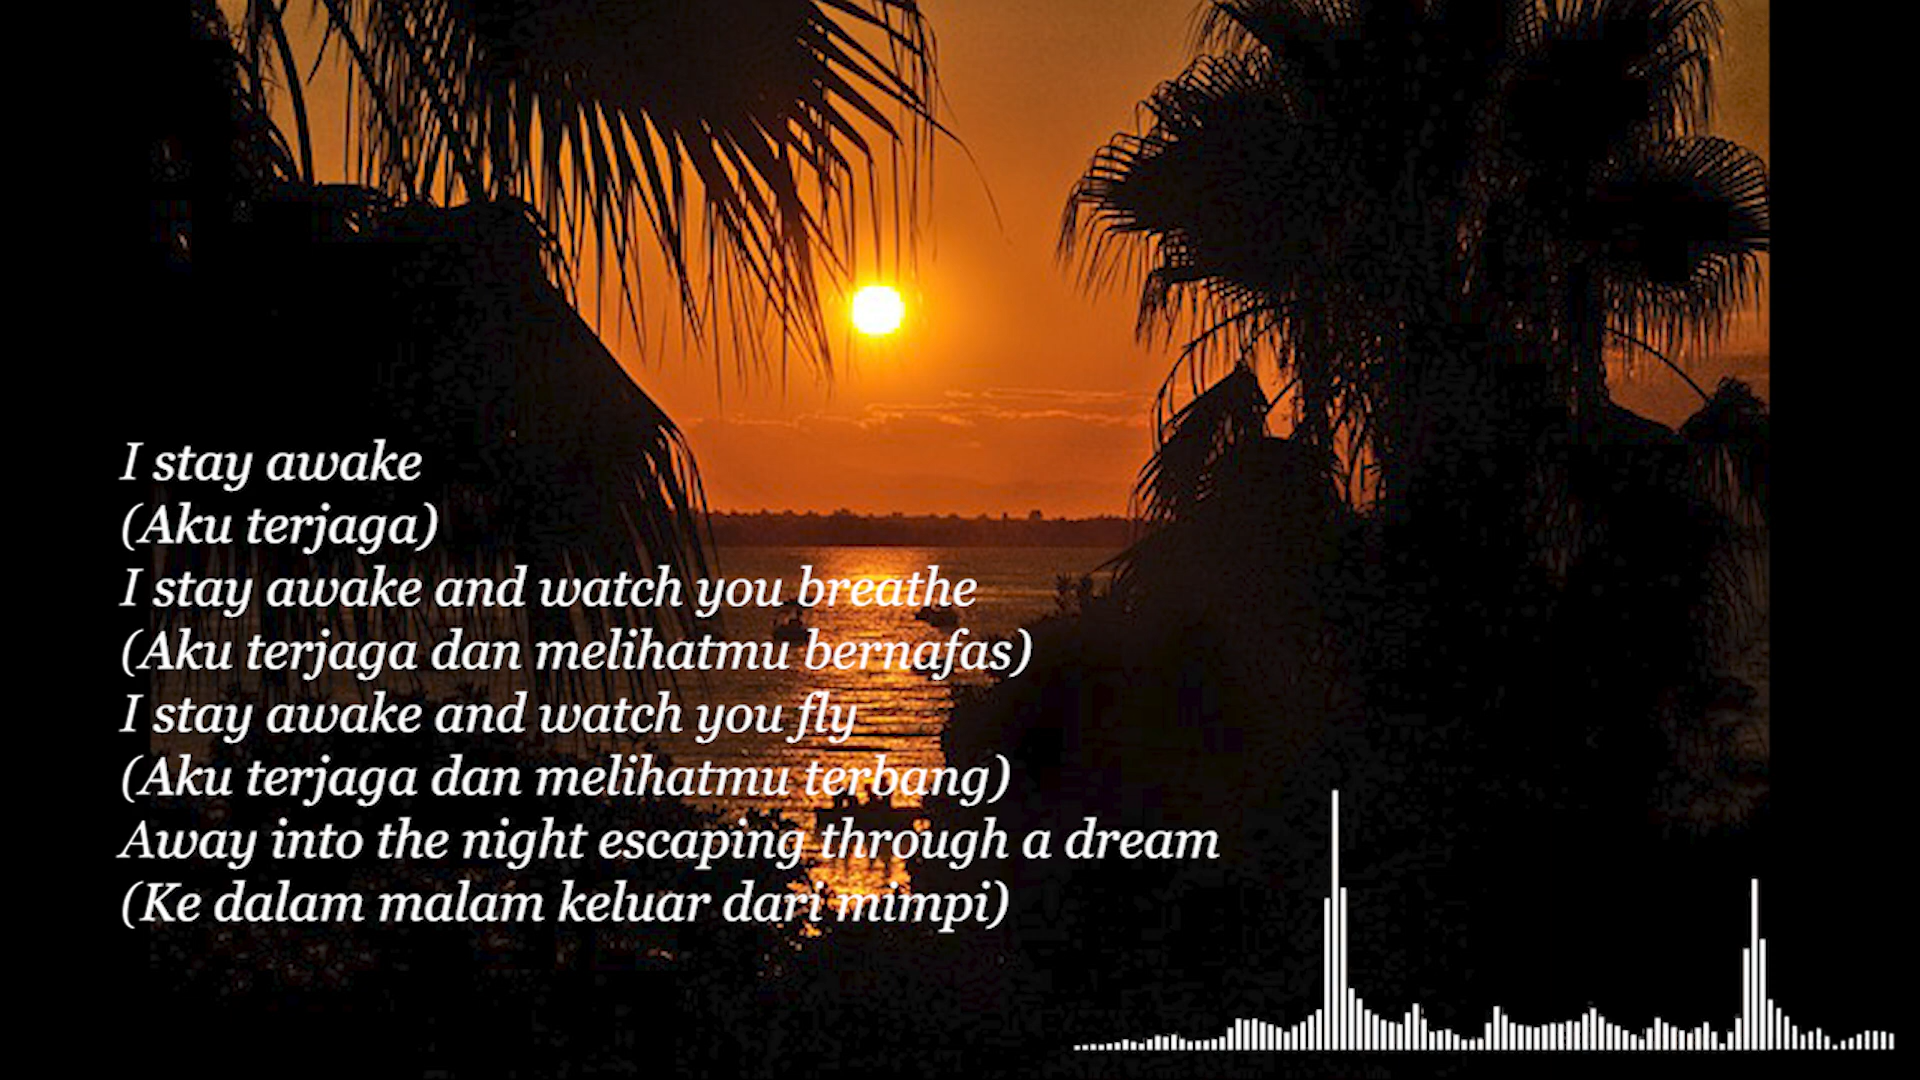 I stay awake
(Aku terjaga)
I stay awake and watch you breathe
(Aku terjaga dan melihatmu bernafas)
I stay awake and watch you fly
(Aku terjaga dan melihatmu terbang)
Away into the night escaping through a dream
(Ke dalam malam keluar dari mimpi)